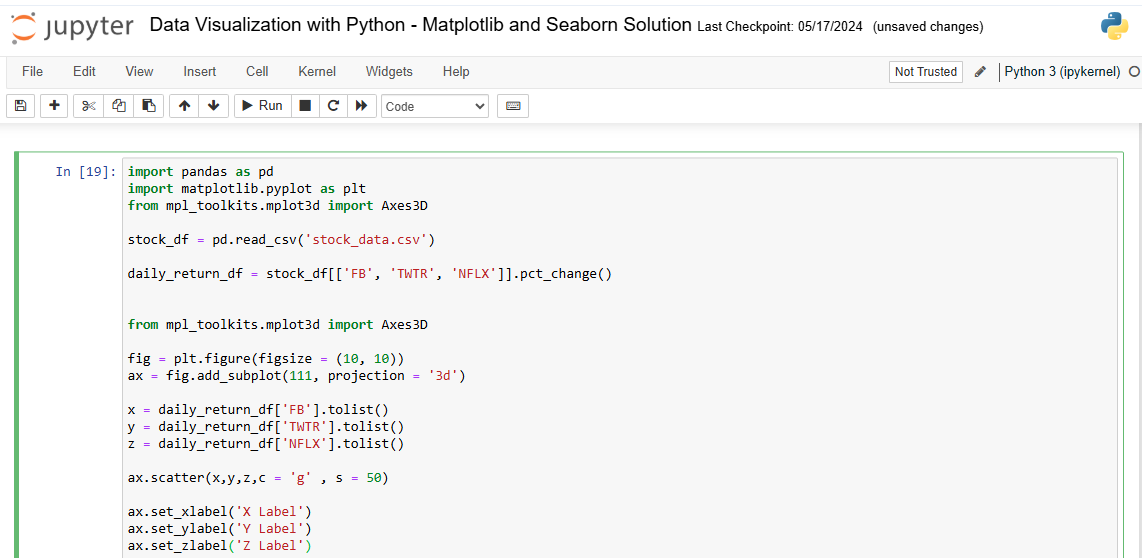 jupyter Data Visualization with Python - Matplotlib and Seaborn Solution Last Checkpoint: 05/17/2024 (unsaved changes)
File Edit View Insert Cell Kernel Widgets Help Not Trusted Python 3 (ipykernel)
Run Code
In [19]: import pandas as pd
import matplotlib.pyplot as plt
from mpl_toolkits.mplot3d import Axes3D
stock_df = pd.read_csv('stock_data.csv')
daily_return_df = stock_df[['FB', 'TWTR', 'NFLX']].pct_change()
from mpl_toolkits.mplot3d import Axes3D
fig = plt.figure(figsize = (10, 10))
ax = fig.add_subplot(111, projection = '3d')
x = daily_return_df['FB'].tolist()
y = daily_return_df['TWTR'].tolist()
z = daily_return_df['NFLX'].tolist()
ax.scatter(x,y,z,c = 'g' , s = 50)
ax.set_xlabel('X Label')
ax.set_ylabel('Y Label')
ax.set_zlabel('Z Label')